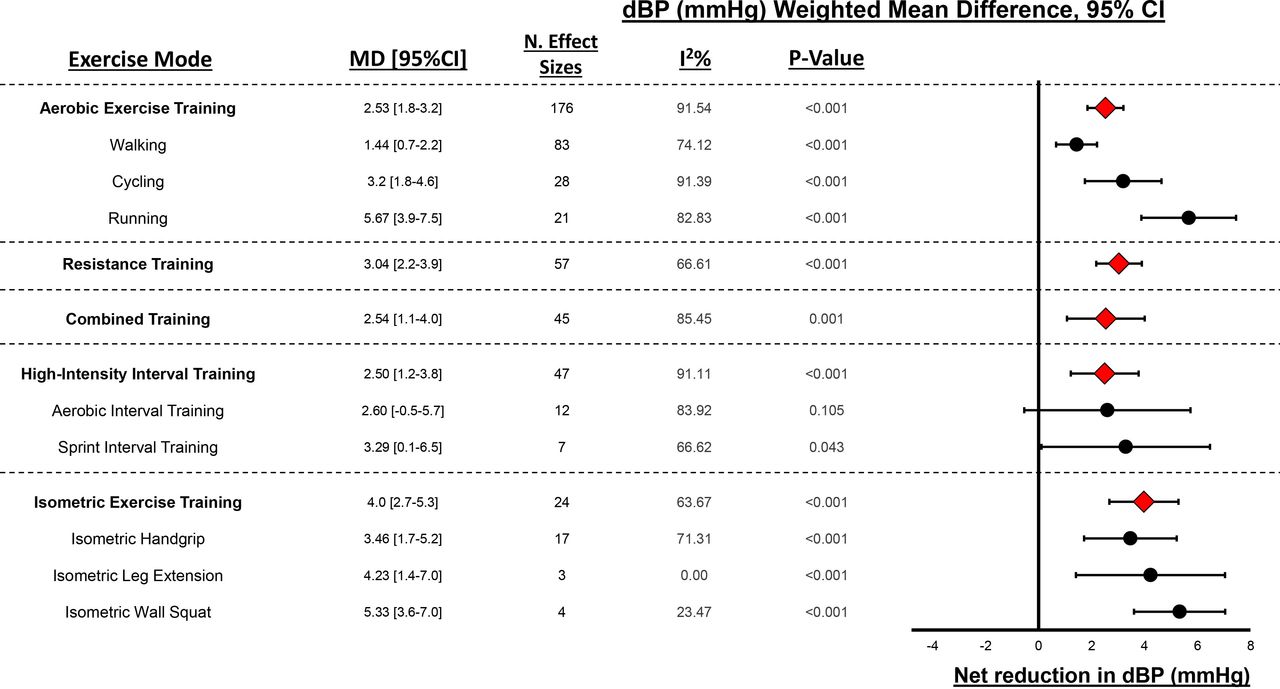 dBP (mmHg) Weighted Mean Difference, 95% CI
Exercise Mode MD [95%CI] N. Effect Sizes I²% P-Value
Aerobic Exercise Training 2.53 [1.8-3.2] 176 91.54 <0.001
Walking 1.44 [0.7-2.2] 83 74.12 <0.001
Cycling 3.2 [1.8-4.6] 28 91.39 <0.001
Running 5.67 [3.9-7.5] 21 82.83 <0.001
Resistance Training 3.04 [2.2-3.9] 57 66.61 <0.001
Combined Training 2.54 [1.1-4.0] 45 85.45 0.001
High-Intensity Interval Training 2.50 [1.2-3.8] 47 91.11 <0.001
Aerobic Interval Training 2.60 [-0.5-5.7] 12 83.92 0.105
Sprint Interval Training 3.29 [0.1-6.5] 7 66.62 0.043
Isometric Exercise Training 4.0 [2.7-5.3] 24 63.67 <0.001
Isometric Handgrip 3.46 [1.7-5.2] 17 71.31 <0.001
Isometric Leg Extension 4.23 [1.4-7.0] 3 0.00 <0.001
Isometric Wall Squat 5.33 [3.6-7.0] 4 23.47 <0.001
-4 -2 0 2 4 6 8
Net reduction in dBP (mmHg)